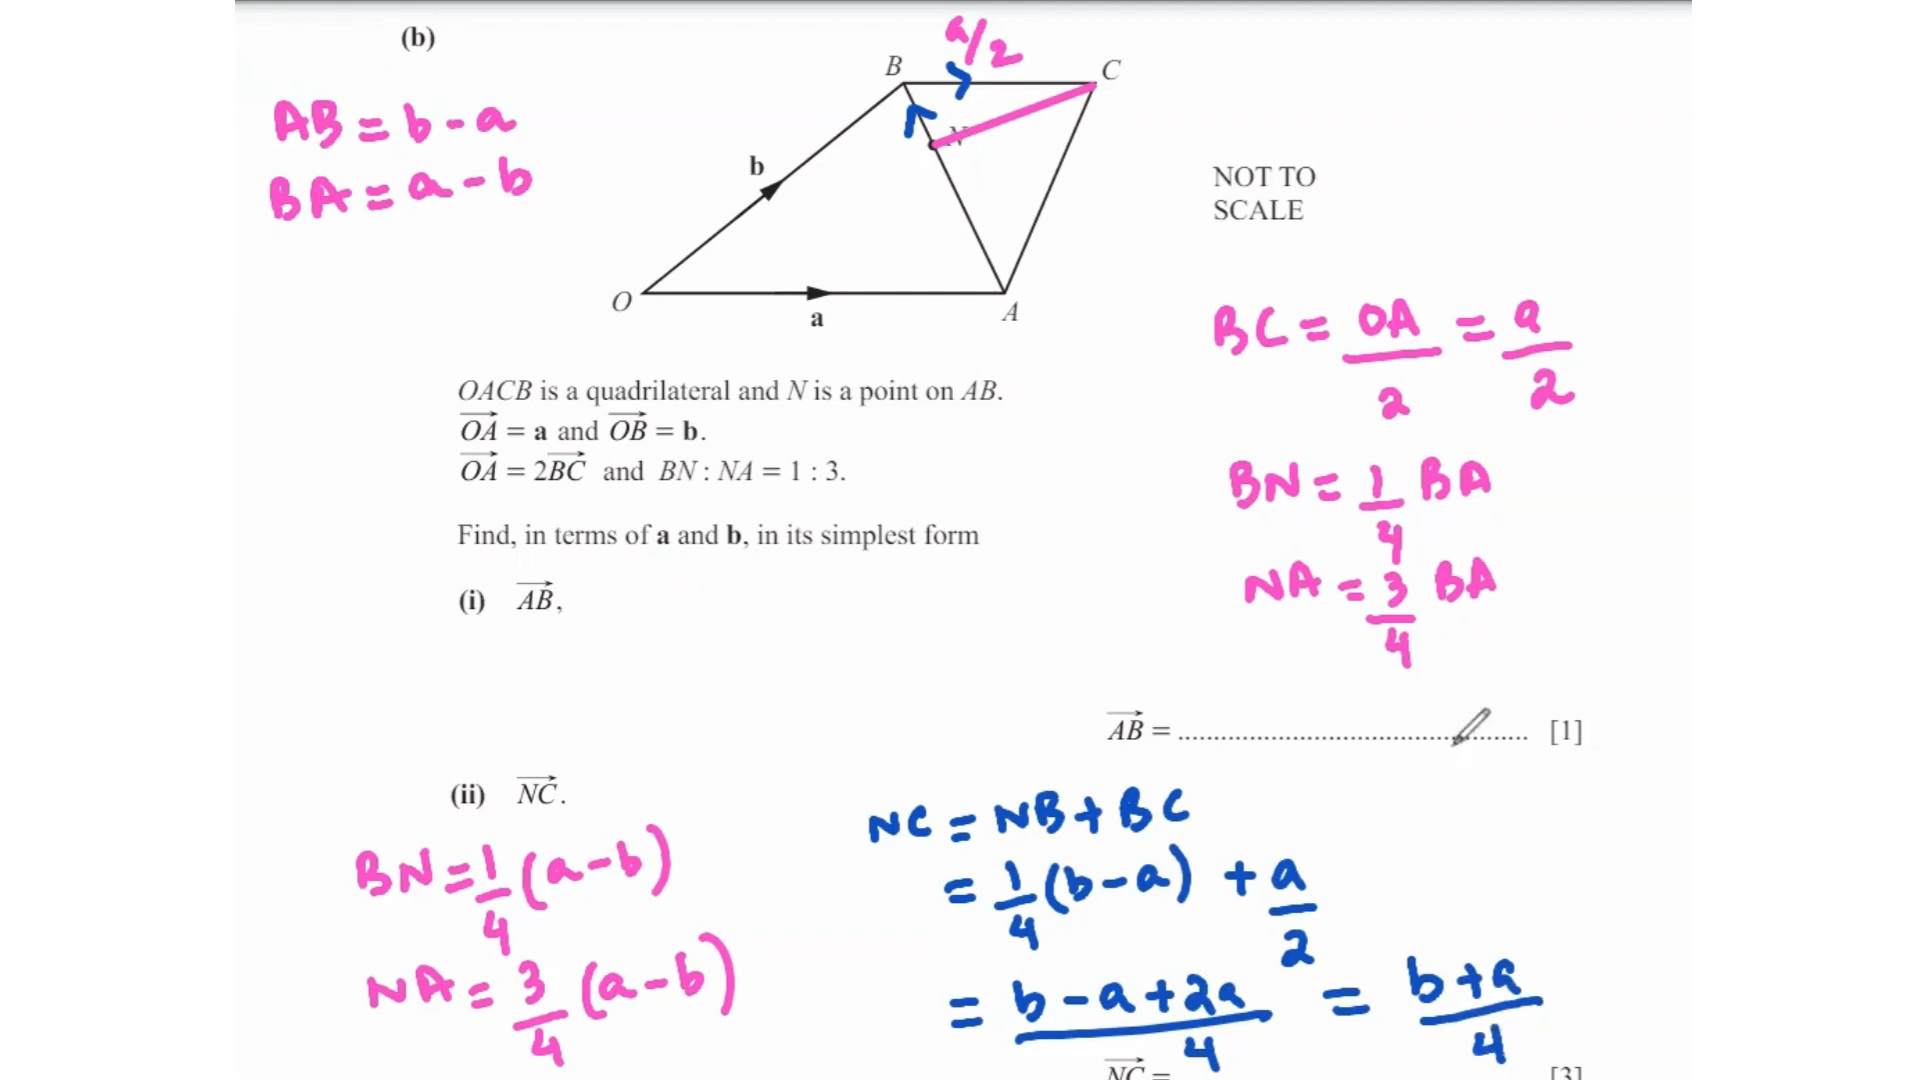 (b)
a/2
B
C
AB = b - a
N
BA = a - b
b
NOT TO
SCALE
O
a
A
BC = OA/2 = a/2
OACB is a quadrilateral and N is a point on AB.
OA = a and OB = b.
OA = 2BC and BN : NA = 1 : 3.
BN = 1/4 BA
Find, in terms of a and b, in its simplest form
NA = 3/4 BA
(i) AB,
AB = ........................................ [1]
(ii) NC.
NC = NB + BC
BN = 1/4 (a - b)
= 1/4 (b - a) + a/2
NA = 3/4 (a - b)
= b - a + 2a/4 = b + a/4
NC =
[3]